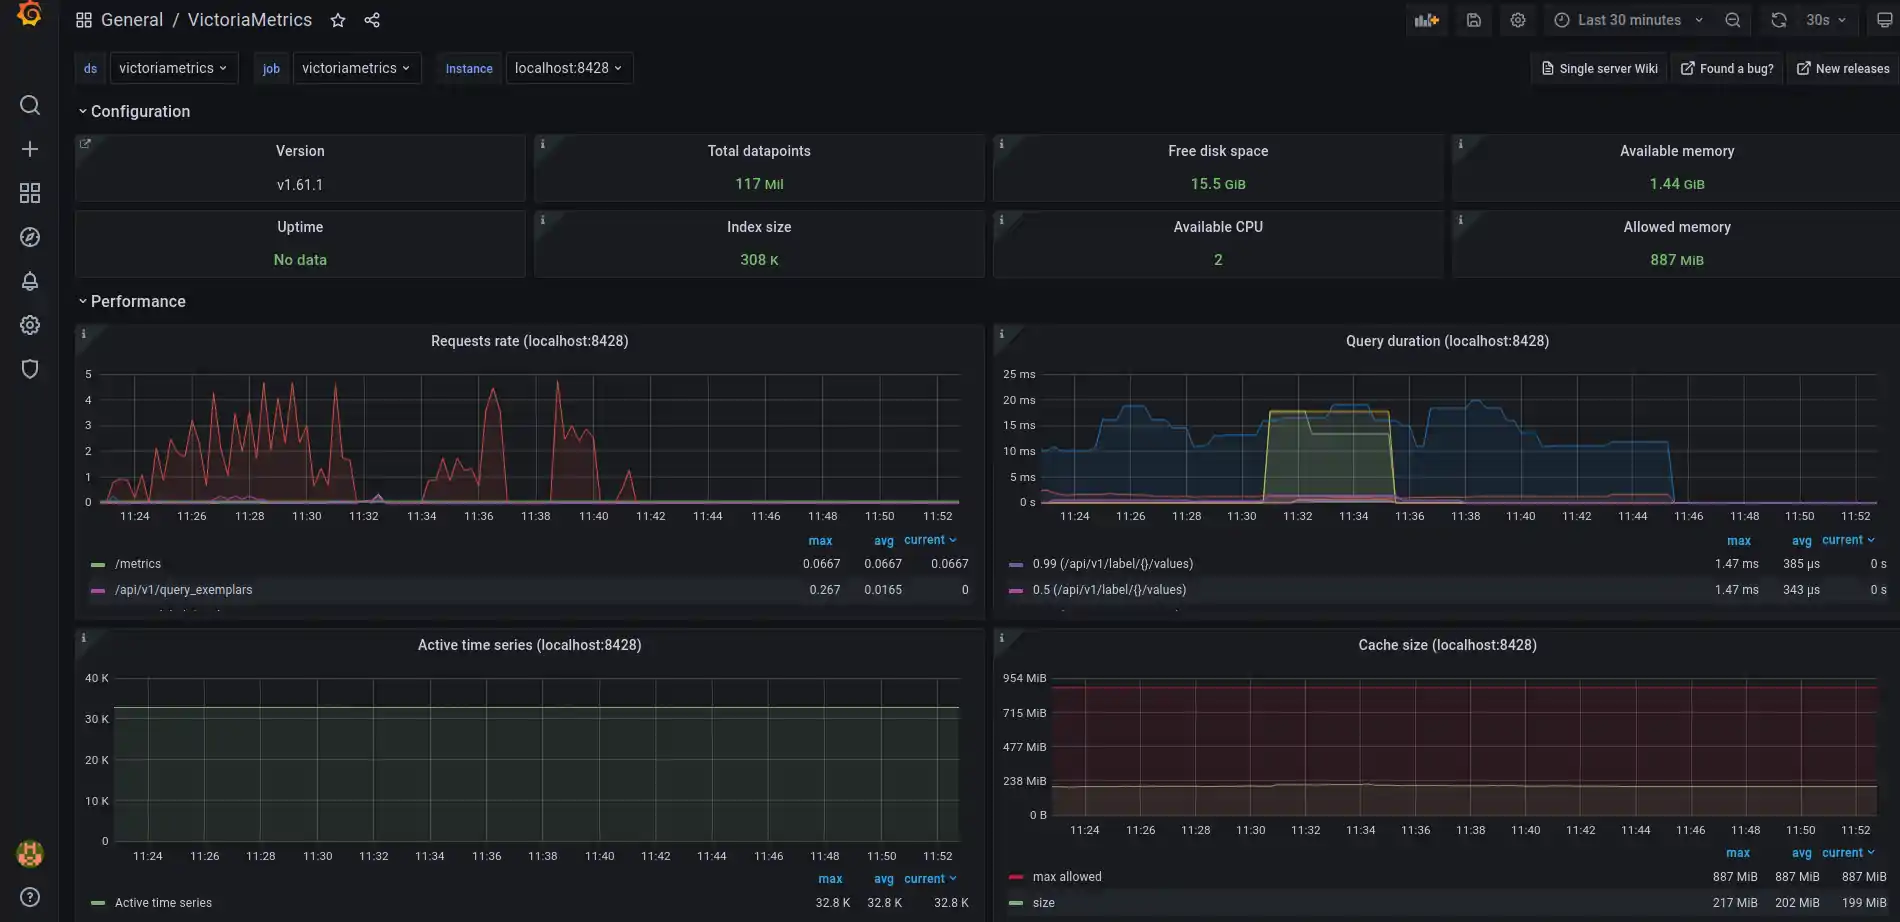 General / VictoriaMetrics
Last 30 minutes
30s
ds victoriametrics job victoriametrics Instance localhost:8428
Single server Wiki Found a bug? New releases
Configuration
Version
v1.61.1
Total datapoints
117 Mil
Free disk space
15.5 GiB
Available memory
1.44 GiB
Uptime
No data
Index size
308 K
Available CPU
2
Allowed memory
887 MiB
Performance
Requests rate (localhost:8428)
5
4
3
2
1
0
11:24 11:26 11:28 11:30 11:32 11:34 11:36 11:38 11:40 11:42 11:44 11:46 11:48 11:50 11:52
max avg current
/metrics 0.0667 0.0667 0.0667
/api/v1/query_exemplars 0.267 0.0165 0
Query duration (localhost:8428)
25 ms
20 ms
15 ms
10 ms
5 ms
0 s
11:24 11:26 11:28 11:30 11:32 11:34 11:36 11:38 11:40 11:42 11:44 11:46 11:48 11:50 11:52
max avg current
0.99 (/api/v1/label/{}/values) 1.47 ms 385 µs 0 s
0.5 (/api/v1/label/{}/values) 1.47 ms 343 µs 0 s
Active time series (localhost:8428)
40 K
30 K
20 K
10 K
0
11:24 11:26 11:28 11:30 11:32 11:34 11:36 11:38 11:40 11:42 11:44 11:46 11:48 11:50 11:52
max avg current
Active time series 32.8 K 32.8 K 32.8 K
Cache size (localhost:8428)
954 MiB
715 MiB
477 MiB
238 MiB
0 B
11:24 11:26 11:28 11:30 11:32 11:34 11:36 11:38 11:40 11:42 11:44 11:46 11:48 11:50 11:52
max avg current
max allowed 887 MiB 887 MiB 887 MiB
size 217 MiB 202 MiB 199 MiB